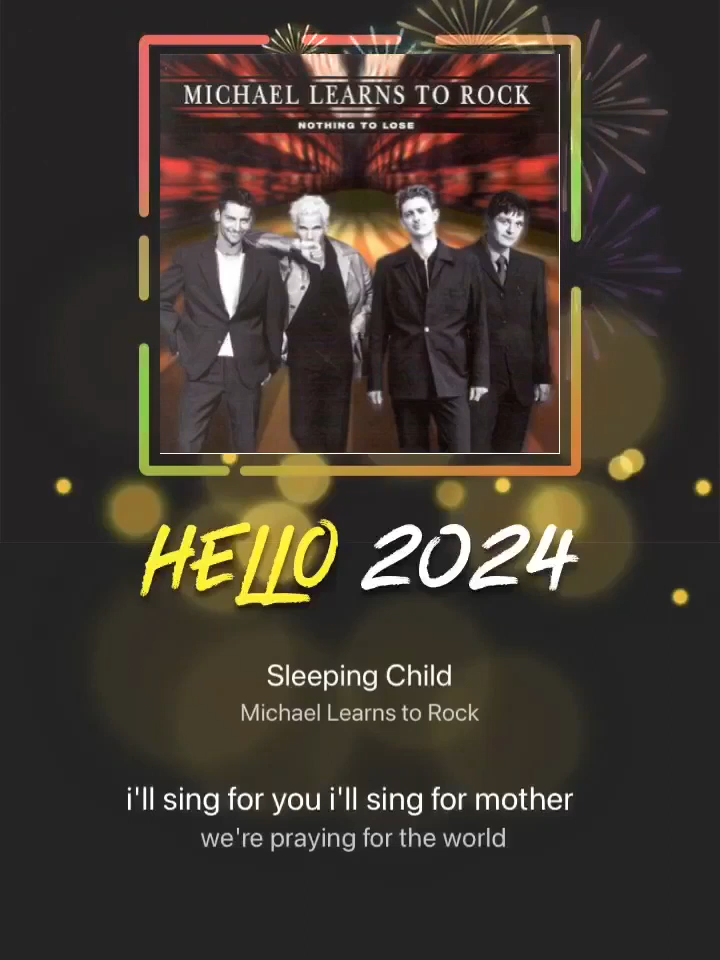 MICHAEL LEARNS TO ROCK
NOTHING TO LOSE
HELLO 2024
Sleeping Child
Michael Learns to Rock
i'll sing for you i'll sing for mother
we're praying for the world